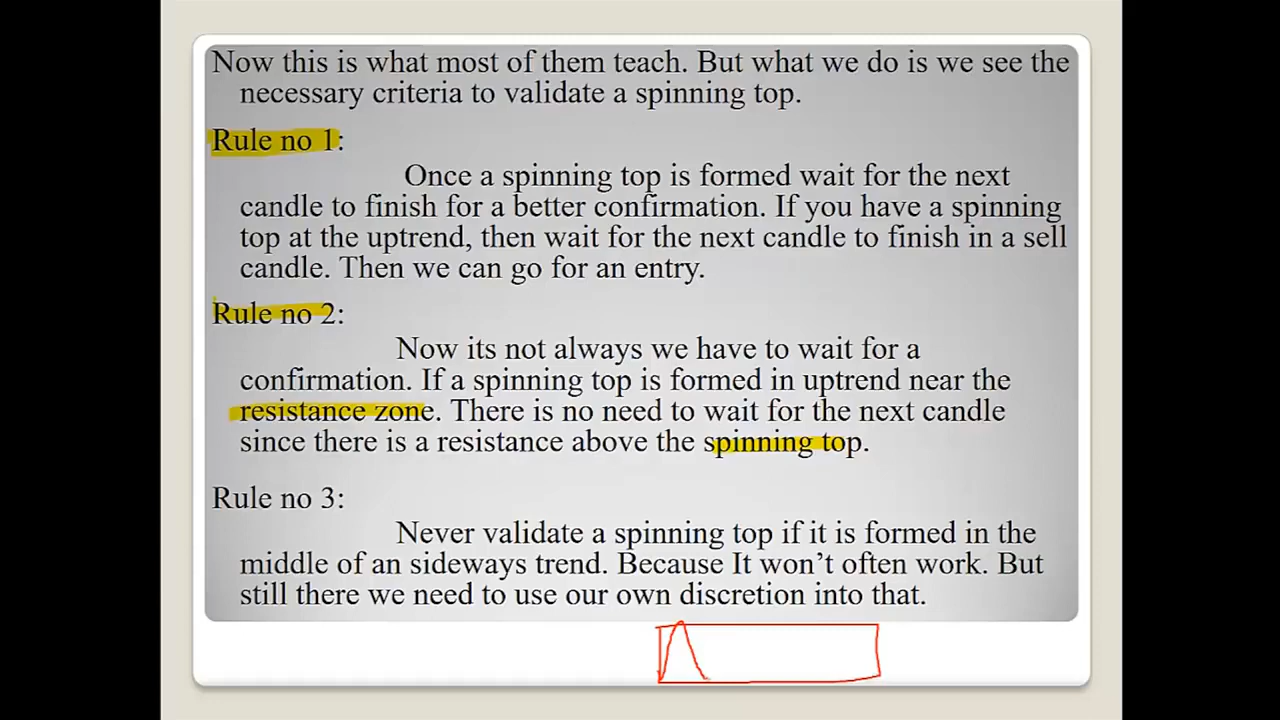 Now this is what most of them teach. But what we do is we see the
necessary criteria to validate a spinning top.
Rule no 1:
Once a spinning top is formed wait for the next
candle to finish for a better confirmation. If you have a spinning
top at the uptrend, then wait for the next candle to finish in a sell
candle. Then we can go for an entry.
Rule no 2:
Now its not always we have to wait for a
confirmation. If a spinning top is formed in uptrend near the
resistance zone. There is no need to wait for the next candle
since there is a resistance above the spinning top.
Rule no 3:
Never validate a spinning top if it is formed in the
middle of an sideways trend. Because It won’t often work. But
still there we need to use our own discretion into that.